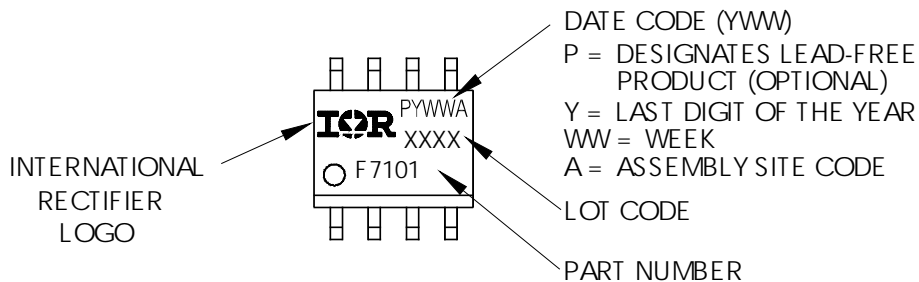 DATE CODE (YWW)
P = DESIGNATES LEAD-FREE
PRODUCT (OPTIONAL)
Y = LAST DIGIT OF THE YEAR
WW = WEEK
A = ASSEMBLY SITE CODE
LOT CODE
PART NUMBER
INTERNATIONAL
RECTIFIER
LOGO
IOR
PYWWA
XXXX
F7101